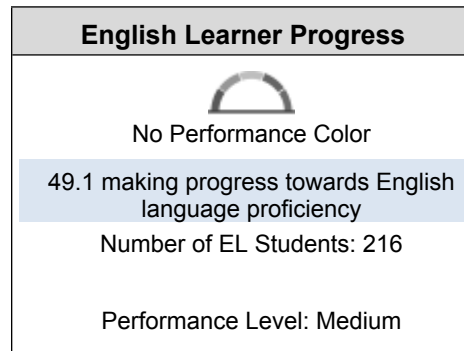 English Learner Progress
No Performance Color
49.1 making progress towards English
language proficiency
Number of EL Students: 216
Performance Level: Medium